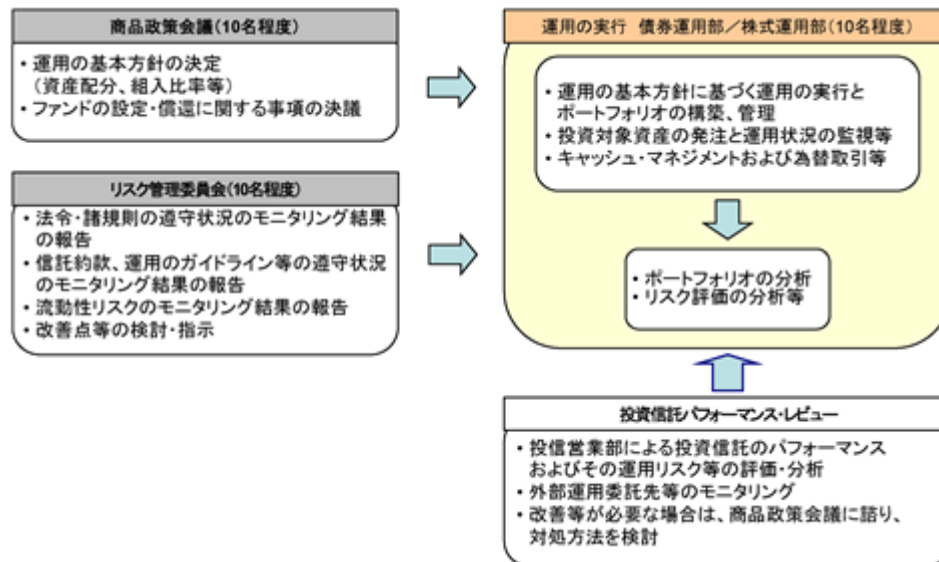 商品政策会議(10名程度)
・運用の基本方針の決定
(資産配分、組入比率等)
・ファンドの設定・償還に関する事項の決議
リスク管理委員会(10名程度)
・法令・諸規則の遵守状況のモニタリング結果
の報告
・信託約款、運用のガイドライン等の遵守状況
のモニタリング結果の報告
・流動性リスクのモニタリング結果の報告
・改善点等の検討・指示
運用の実行 債券運用部/株式運用部(10名程度)
・運用の基本方針に基づく運用の実行と
ポートフォリオの構築、管理
・投資対象資産の発注と運用状況の監視等
・キャッシュ・マネジメントおよび為替取引等
・ポートフォリオの分析
・リスク評価の分析等
投資信託パフォーマンス・レビュー
・投信営業部による投資信託のパフォーマンス
およびその運用リスク等の評価・分析
・外部運用委託先等のモニタリング
・改善等が必要な場合は、商品政策会議に諮り、
対処方法を検討